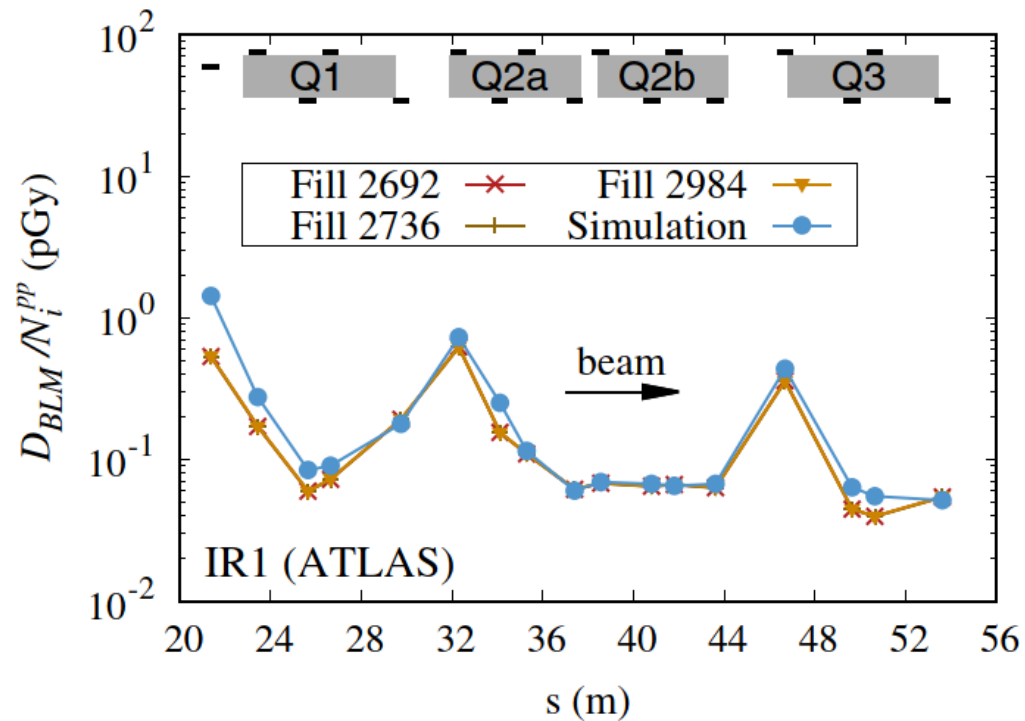 10^2
10^1
10^0
10^-1
10^-2
D_BLM/N_i^pp (pGy)
Q1 Q2a Q2b Q3
Fill 2692 Fill 2984
Fill 2736 Simulation
beam
IR1 (ATLAS)
20 24 28 32 36 40 44 48 52 56
s (m)